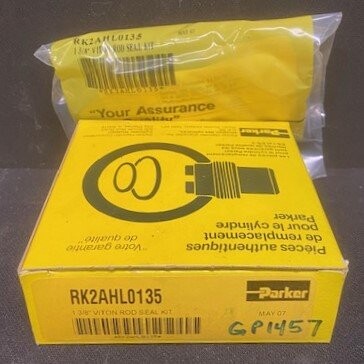 RK2AHL0135
1 3/8" VITON ROD SEAL KIT
"Your Assurance
Parker
Pièces authentiques
de remplacement
pour le cylindre
Parker
"Votre garantie
de qualité"
RK2AHL0135
1 3/8" VITON ROD SEAL KIT
Parker
MAY 07
GP1457